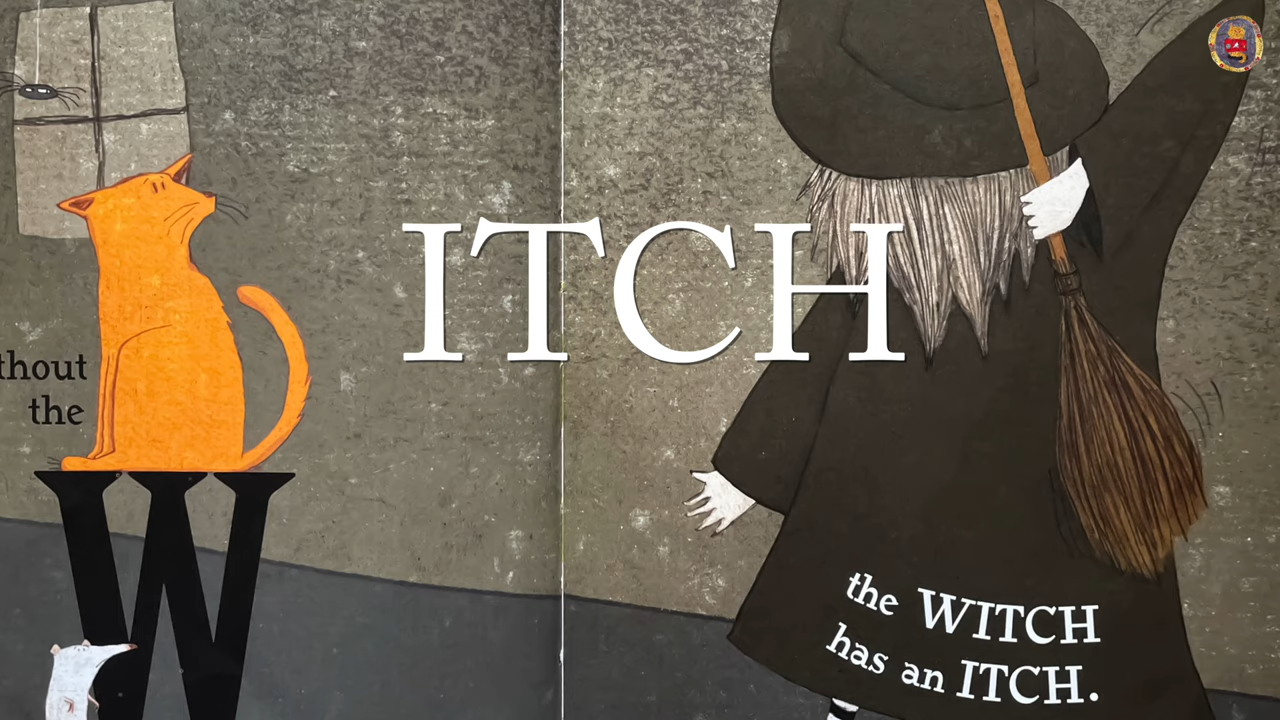 thout
the
W
ITCH
the WITCH
has an ITCH.